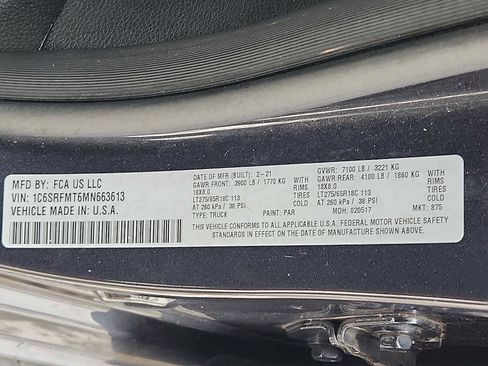 MFD BY: FCA US LLC
VIN: 1C6SRFMT6MN663613
VEHICLE MADE IN: U.S.A.
DATE OF MFR (BUILT): 2-21
GAWR FRONT: 3900 LB / 1770 KG WITH
18X8.0 RIMS
LT275/65R18C 113 TIRES
AT 260 kPa / 38 PSI COLD
TYPE: TRUCK PAINT: PAR
GVWR: 7100 LB / 3221 KG
GAWR REAR: 4100 LB / 1860 KG WITH
18X8.0 RIMS
LT275/65R18C 113 TIRES
AT 260 kPa / 38 PSI COLD
MDH: 020517 MKT: 875
THIS VEHICLE CONFORMS TO ALL APPLICABLE U.S.A. FEDERAL MOTOR VEHICLE SAFETY
STANDARDS IN EFFECT ON THE DATE OF MANUFACTURE SHOWN ABOVE.